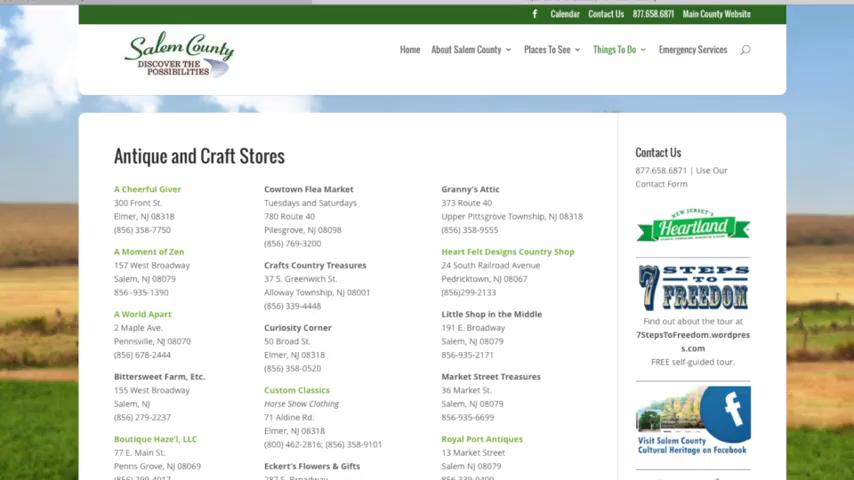 Calendar Contact Us 877.658.6871 Main County Website
Salem County
DISCOVER THE
POSSIBILITIES
Home About Salem County Places To See Things To Do Emergency Services
Antique and Craft Stores
A Cheerful Giver
300 Front St.
Elmer, NJ 08318
(856) 358-7750
A Moment of Zen
157 West Broadway
Salem, NJ 08079
856 -935-1390
A World Apart
2 Maple Ave.
Pennsville, NJ 08070
(856) 678-2444
Bittersweet Farm, Etc.
155 West Broadway
Salem, NJ
(856) 279-2237
Boutique Haze'l, LLC
77 E. Main St.
Penns Grove, NJ 08069
(856) 299-4017
Cowtown Flea Market
Tuesdays and Saturdays
780 Route 40
Pilesgrove, NJ 08098
(856) 769-3200
Crafts Country Treasures
37 S. Greenwich St.
Alloway Township, NJ 08001
(856) 339-4448
Curiosity Corner
50 Broad St.
Elmer, NJ 08318
(856) 358-0520
Custom Classics
Horse Show Clothing
71 Aldine Rd.
Elmer, NJ 08318
(800) 462-2816; (856) 358-9101
Eckert's Flowers & Gifts
287 S. Broadway
Granny's Attic
373 Route 40
Upper Pittsgrove Township, NJ 08318
(856) 358-9555
Heart Felt Designs Country Shop
24 South Railroad Avenue
Pedricktown, NJ 08067
(856)299-2133
Little Shop in the Middle
191 E. Broadway
Salem, NJ 08079
856-935-2171
Market Street Treasures
36 Market St.
Salem, NJ 08079
856-935-6699
Royal Port Antiques
13 Market Street
Salem NJ 08079
856-339-0400
Contact Us
877.658.6871 | Use Our
Contact Form
NEW JERSEY'S
Heartland
7 STEPS
TO
FREEDOM
Find out about the tour at
7StepsToFreedom.wordpres
s.com
FREE self-guided tour.
Visit Salem County
Cultural Heritage on Facebook